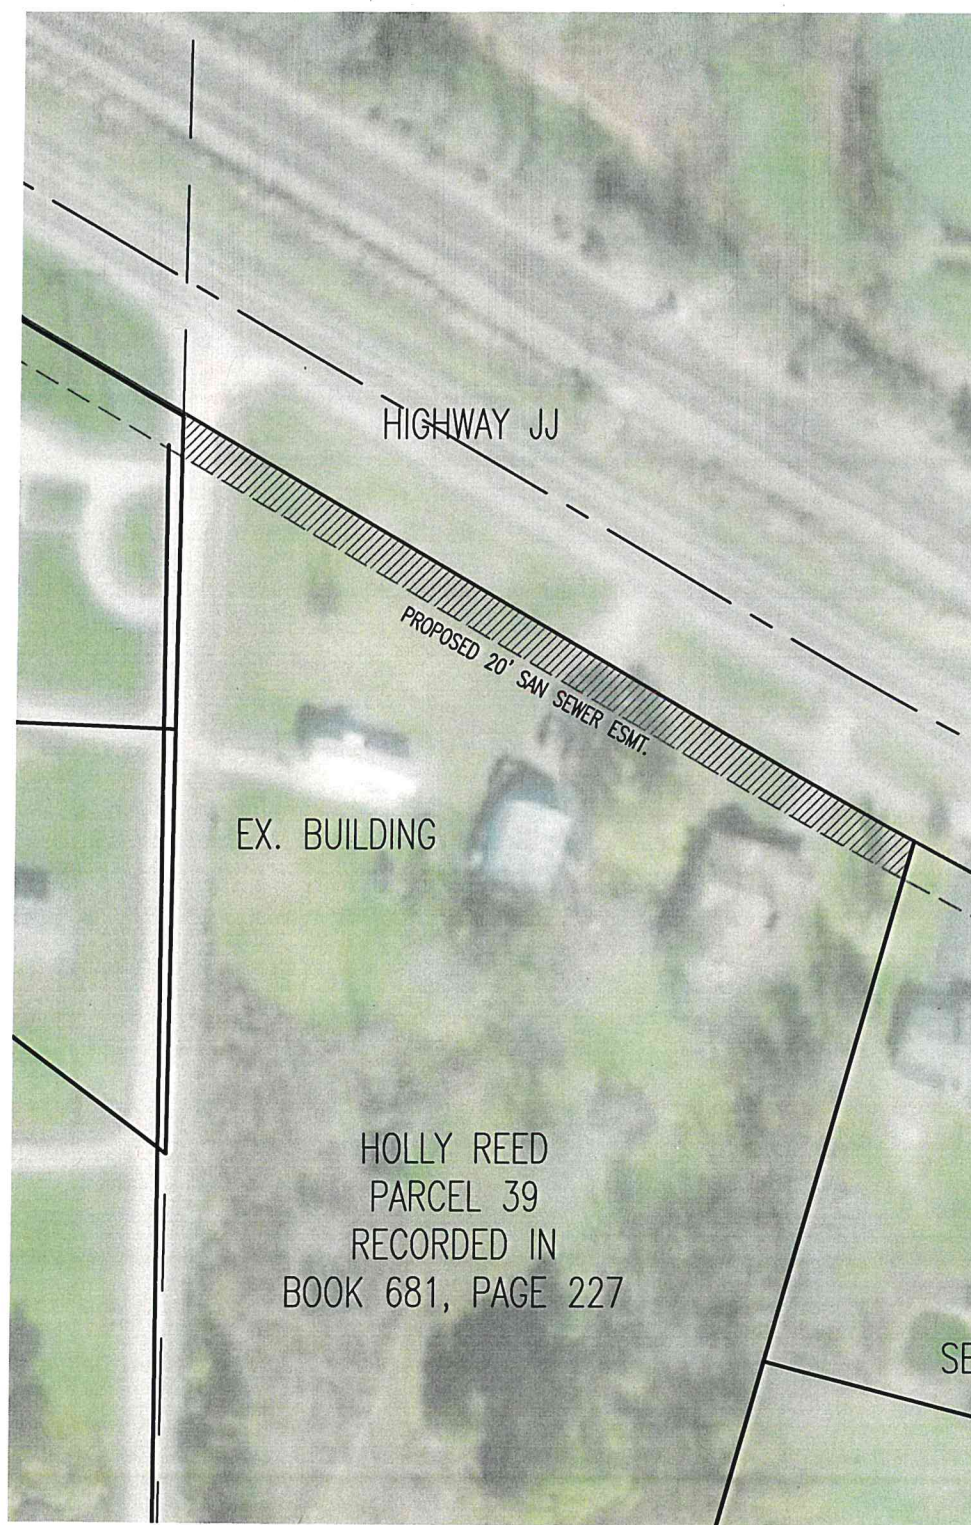 HIGHWAY JJ
PROPOSED 20' SAN SEWER ESMT.
EX. BUILDING
HOLLY REED
PARCEL 39
RECORDED IN
BOOK 681, PAGE 227
SE